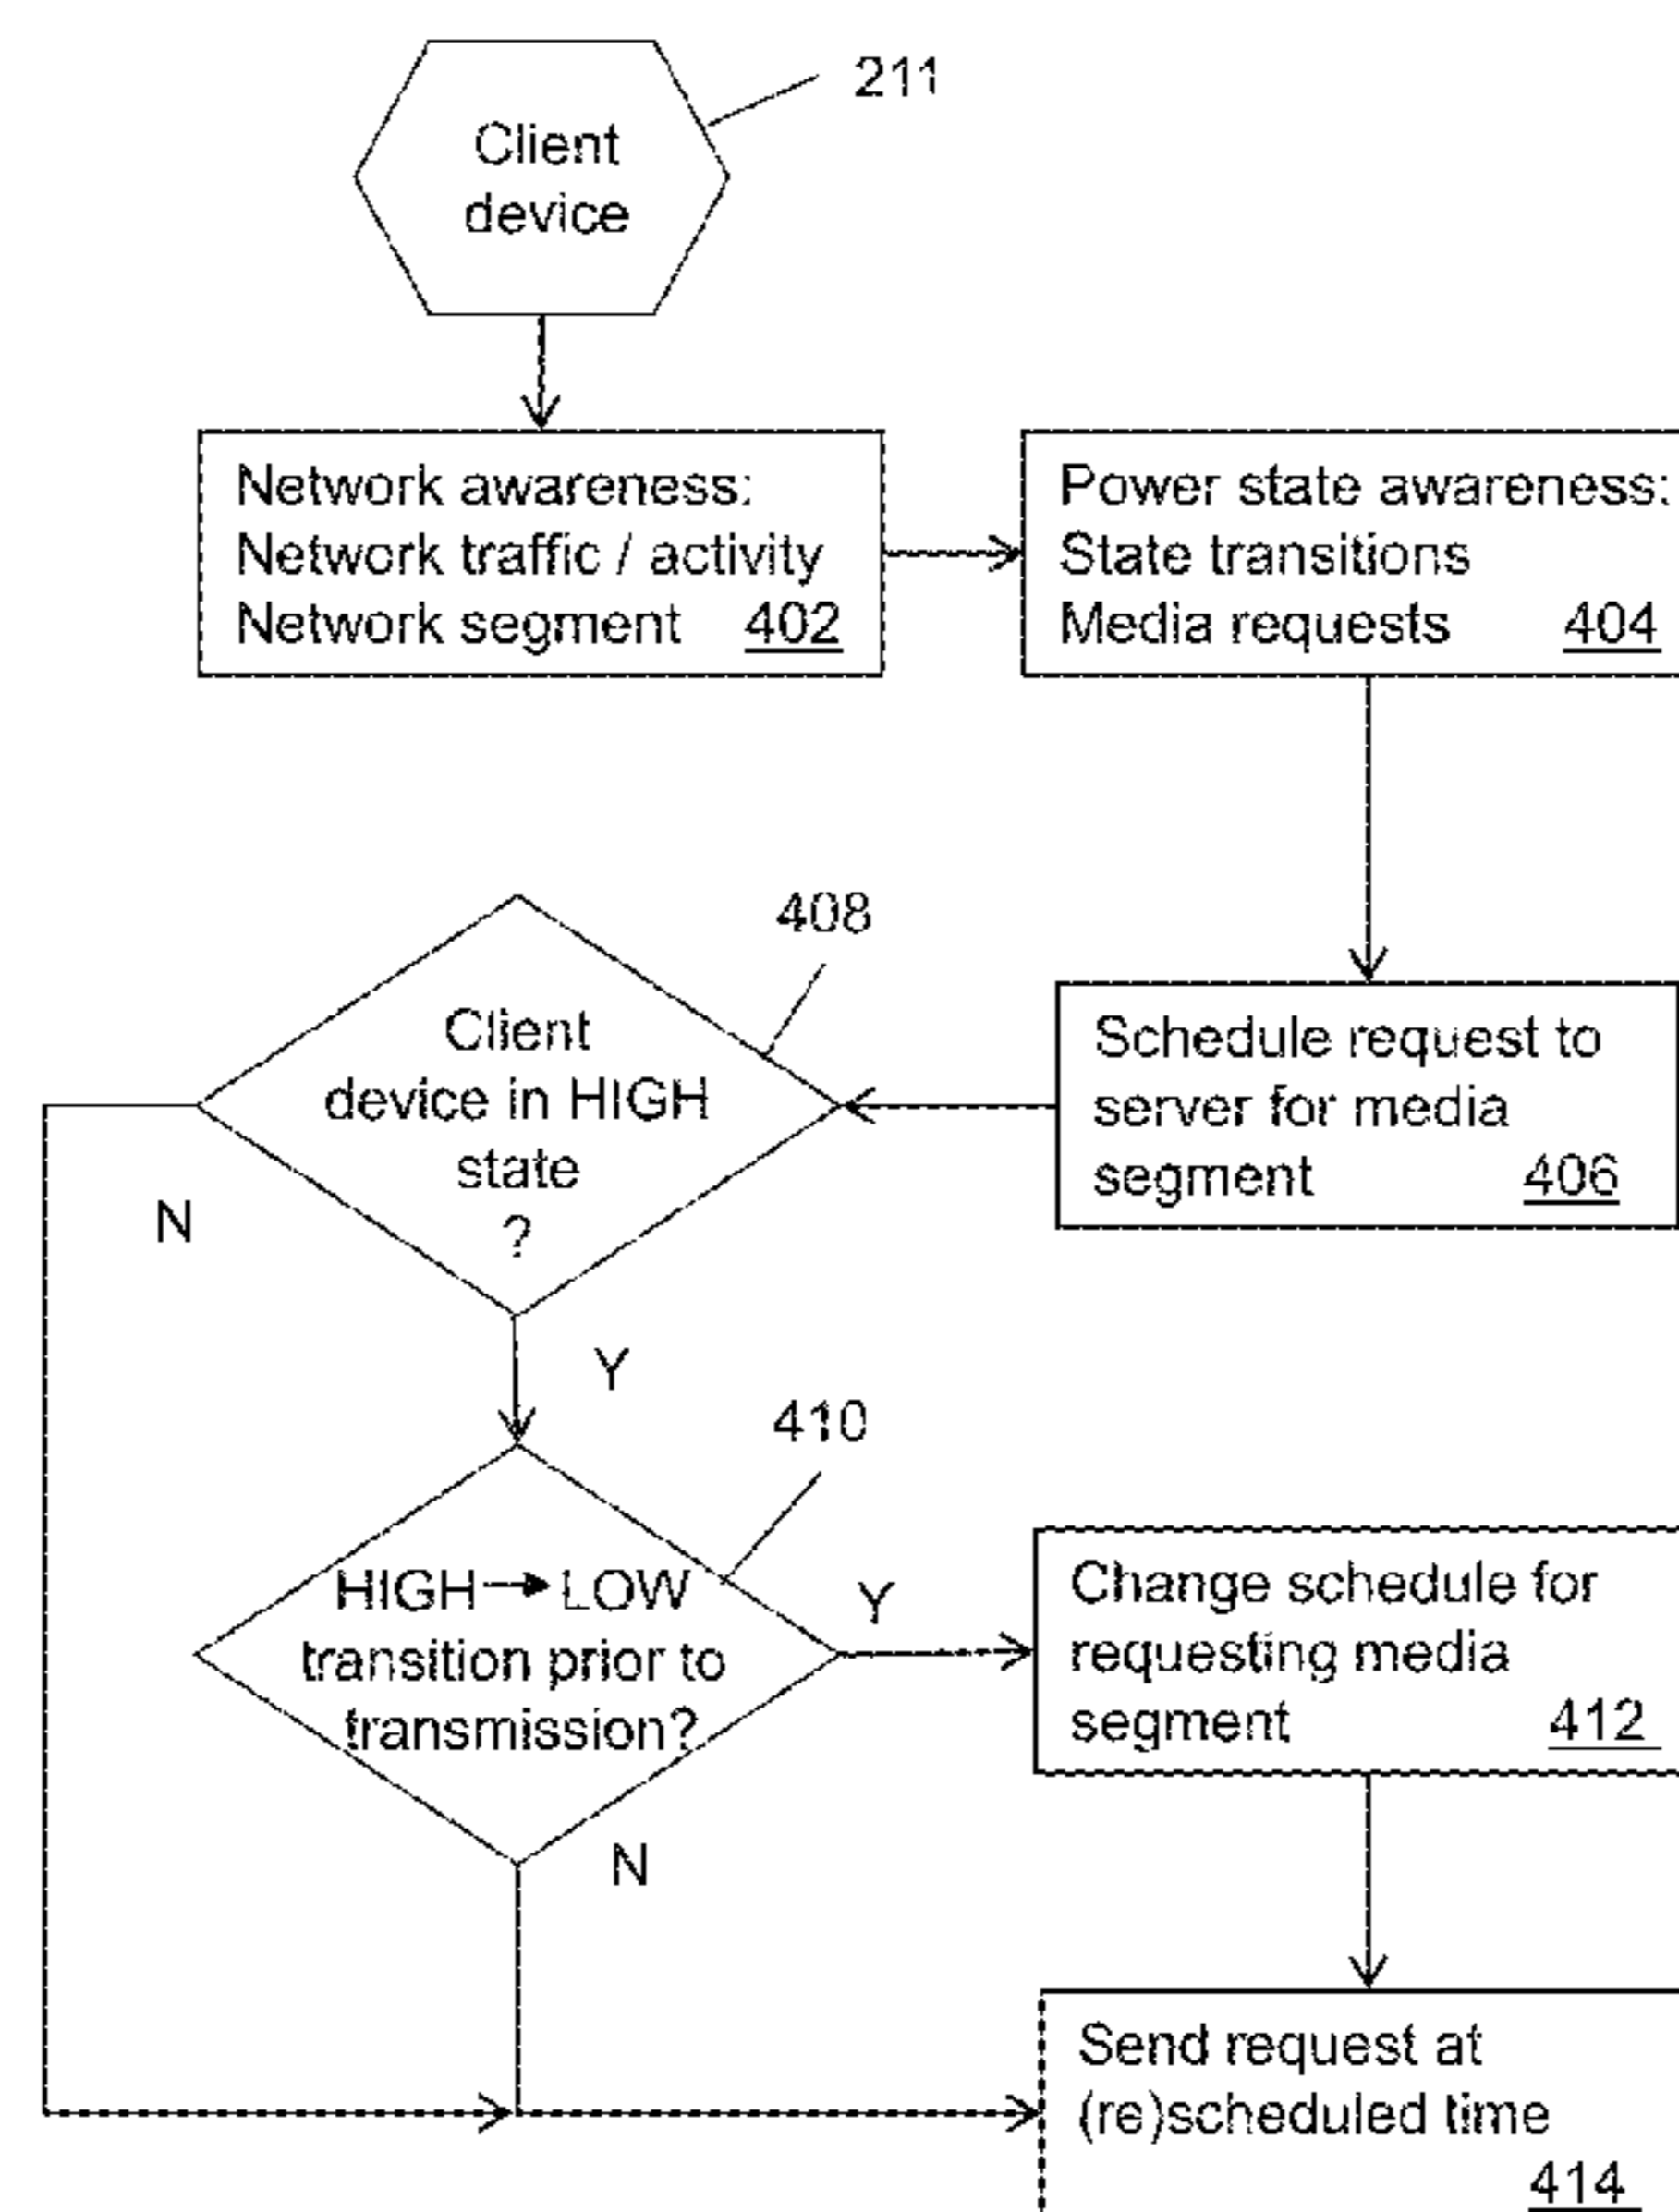 211
Client
device
Network awareness:
Network traffic / activity
Network segment 402
Power state awareness:
State transitions
Media requests 404
408
Client
device in HIGH
state
?
Schedule request to
server for media
segment 406
N
Y
410
HIGH → LOW
transition prior to
transmission?
Y
Change schedule for
requesting media
segment 412
N
Send request at
(re)scheduled time
414